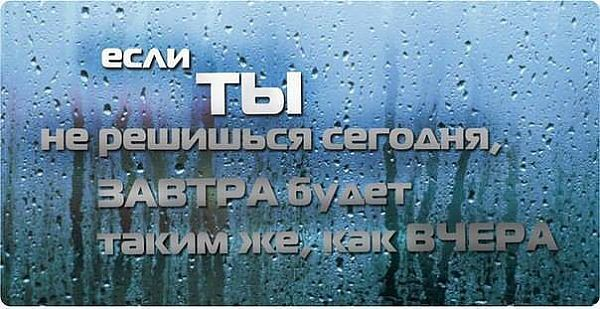 если
ТЫ
не решишься сегодня,
ЗАВТРА будет
таким же, как ВЧЕРА